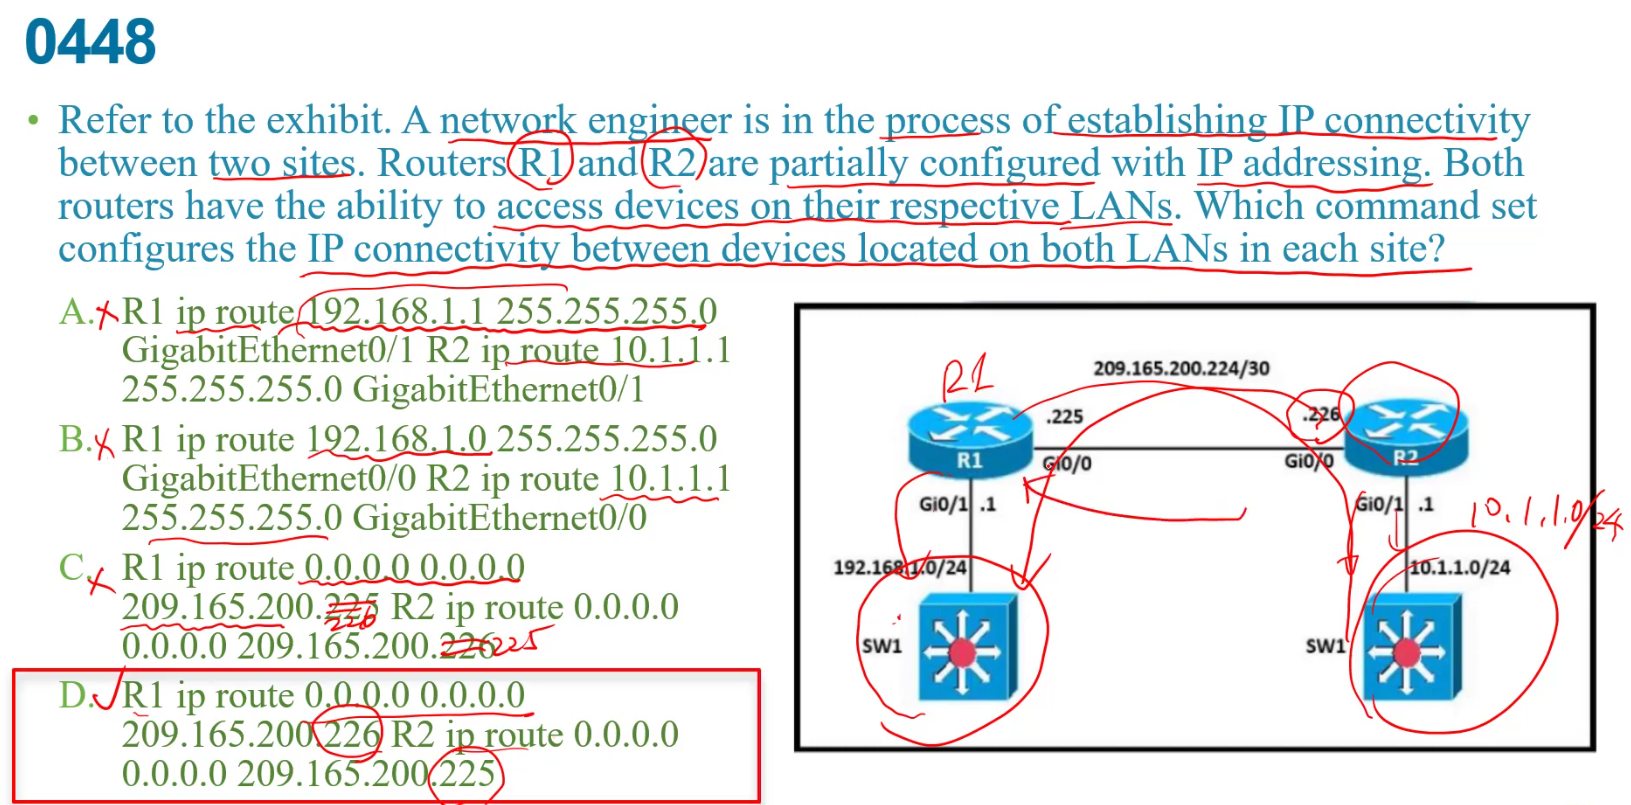 0448
• Refer to the exhibit. A network engineer is in the process of establishing IP connectivity
between two sites. Routers R1 and R2 are partially configured with IP addressing. Both
routers have the ability to access devices on their respective LANs. Which command set
configures the IP connectivity between devices located on both LANs in each site?
A. R1 ip route 192.168.1.1 255.255.255.0
GigabitEthernet0/1 R2 ip route 10.1.1.1
255.255.255.0 GigabitEthernet0/1
B. R1 ip route 192.168.1.0 255.255.255.0
GigabitEthernet0/0 R2 ip route 10.1.1.1
255.255.255.0 GigabitEthernet0/0
C. R1 ip route 0.0.0.0 0.0.0.0
209.165.200.225 R2 ip route 0.0.0.0
226
0.0.0.0 209.165.200.226 225
D. R1 ip route 0.0.0.0 0.0.0.0
209.165.200.226 R2 ip route 0.0.0.0
0.0.0.0 209.165.200.225
R1
209.165.200.224/30
.225
.226
R1
R2
Gi0/0
Gi0/0
Gi0/1 .1
Gi0/1 .1
10.1.1.0/24
192.168.1.0/24
10.1.1.0/24
SW1
SW1